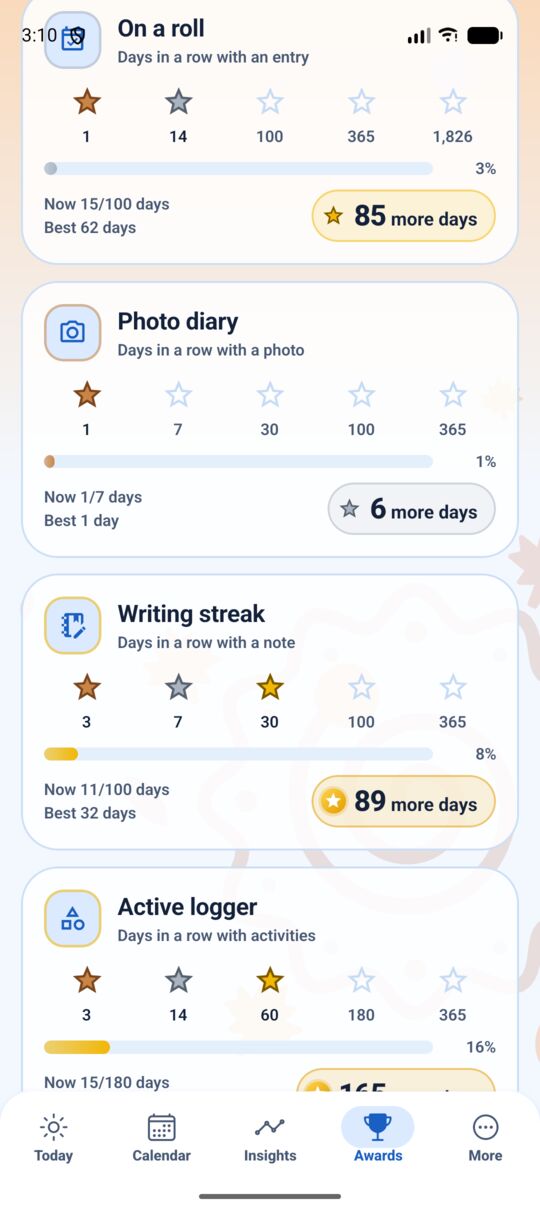 3:10
On a roll
Days in a row with an entry
1 14 100 365 1,826
3%
Now 15/100 days
Best 62 days
85 more days
Photo diary
Days in a row with a photo
1 7 30 100 365
1%
Now 1/7 days
Best 1 day
6 more days
Writing streak
Days in a row with a note
3 7 30 100 365
8%
Now 11/100 days
Best 32 days
89 more days
Active logger
Days in a row with activities
3 14 60 180 365
16%
Now 15/180 days
165
Today Calendar Insights Awards More